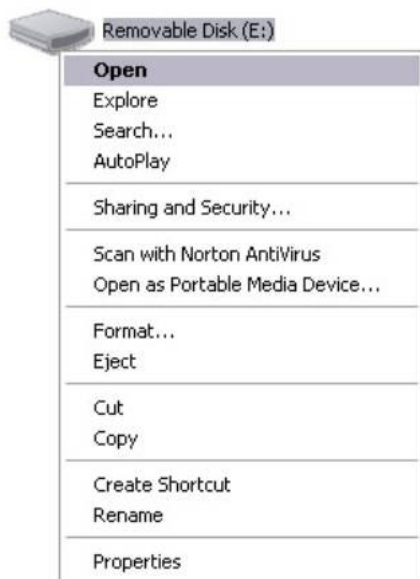 Removable Disk (E:)
Open
Explore
Search...
AutoPlay
Sharing and Security...
Scan with Norton AntiVirus
Open as Portable Media Device...
Format...
Eject
Cut
Copy
Create Shortcut
Rename
Properties